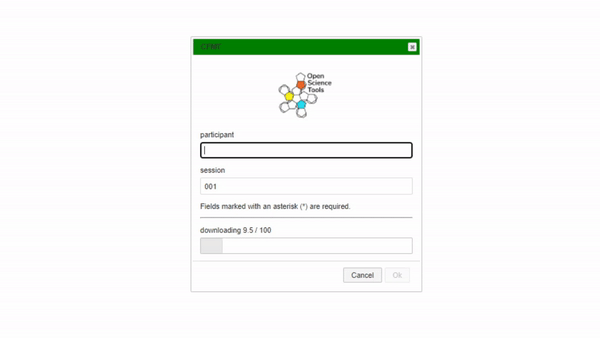 Open
Science
Tools
participant
session
001
Fields marked with an asterisk (*) are required.
downloading 9.5 / 100
Cancel
Ok